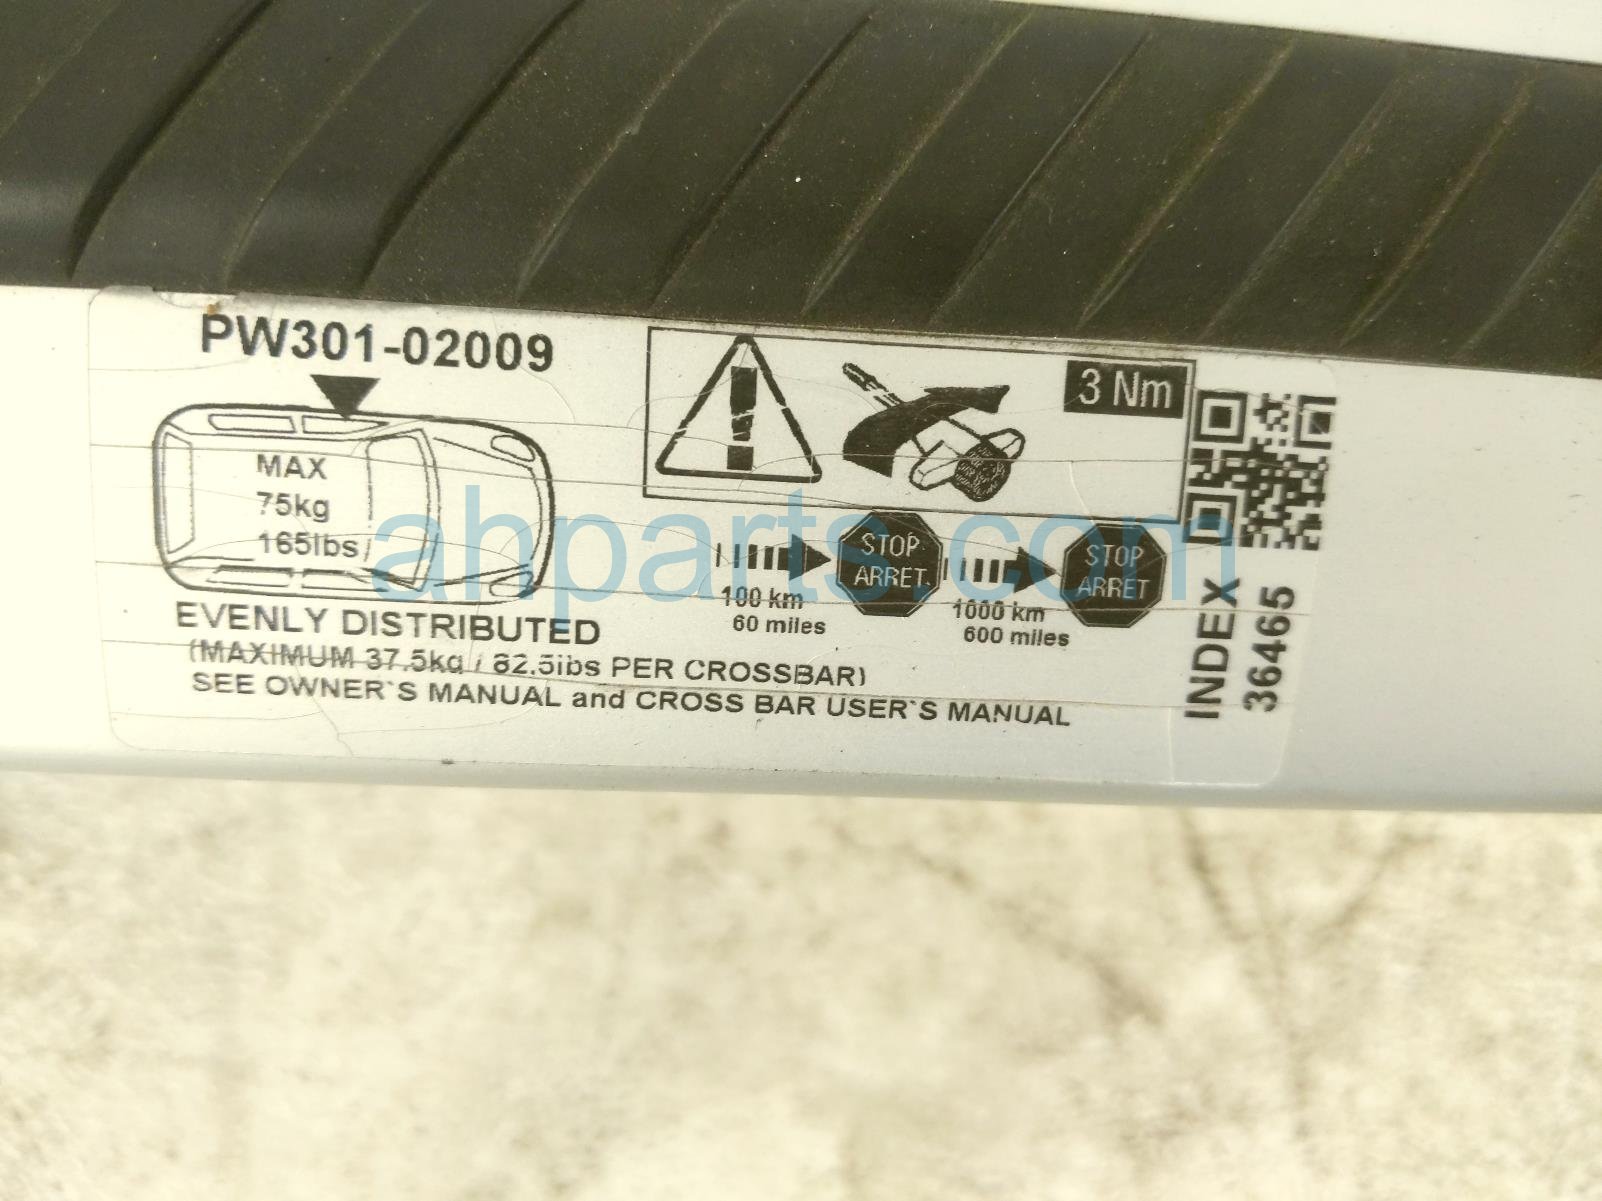 PW301-02009
MAX
75kg
165lbs
EVENLY DISTRIBUTED
(MAXIMUM 37.5kg / 82.5lbs PER CROSSBAR)
SEE OWNER`S MANUAL and CROSS BAR USER`S MANUAL
3 Nm
STOP
ARRET
100 km
60 miles
STOP
ARRET
1000 km
600 miles
INDEX
36465
ahparts.com